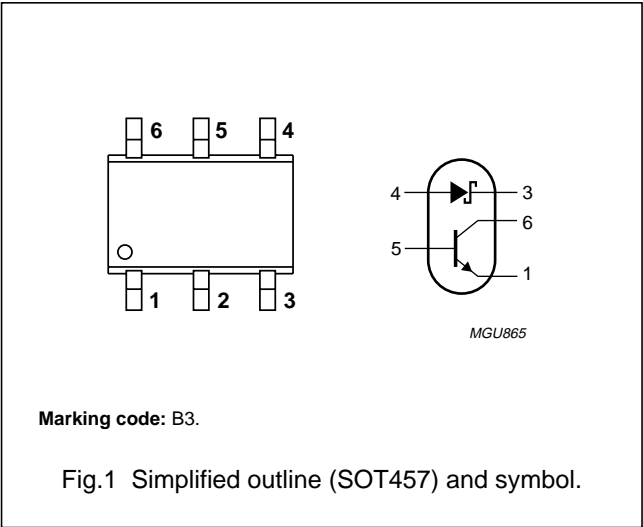 6 5 4
1 2 3
4 3
6
5
1
MGU865
Marking code: B3.
Fig.1 Simplified outline (SOT457) and symbol.